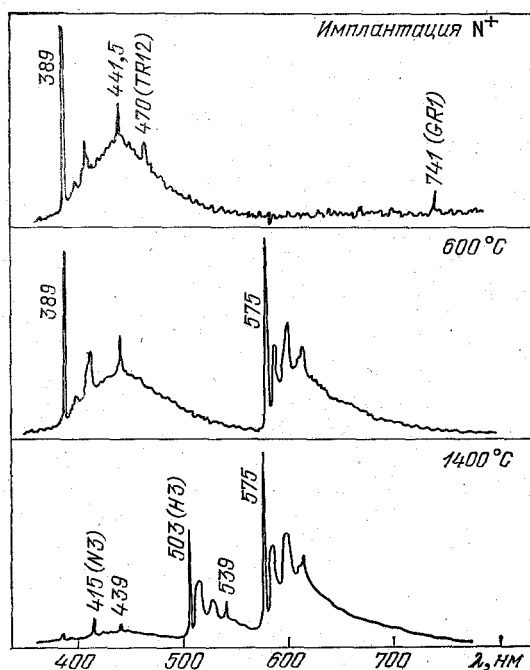 Имплантация N⁺
389
441,5
470 (TR12)
741 (GR1)
600°C
389
575
1400°C
415 (N3)
439
503 (H3)
539
575
400 500 600 700 λ, нм